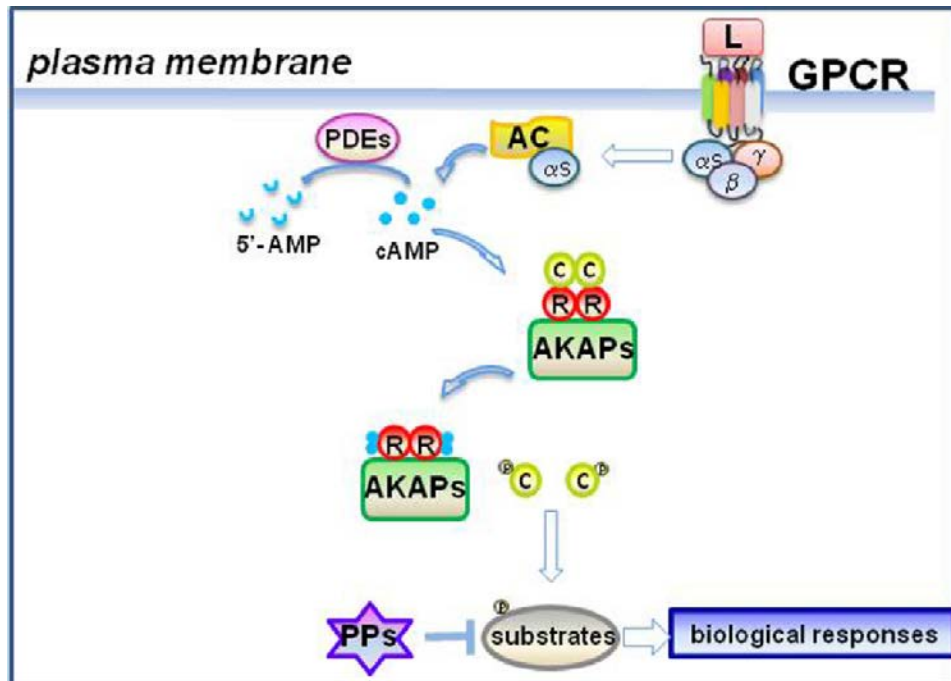 plasma membrane
L
GPCR
PDEs
AC
αs
αs
γ
β
5'-AMP
cAMP
C C
R R
AKAPs
R R
AKAPs
P C
C P
P
PPs
substrates
biological responses